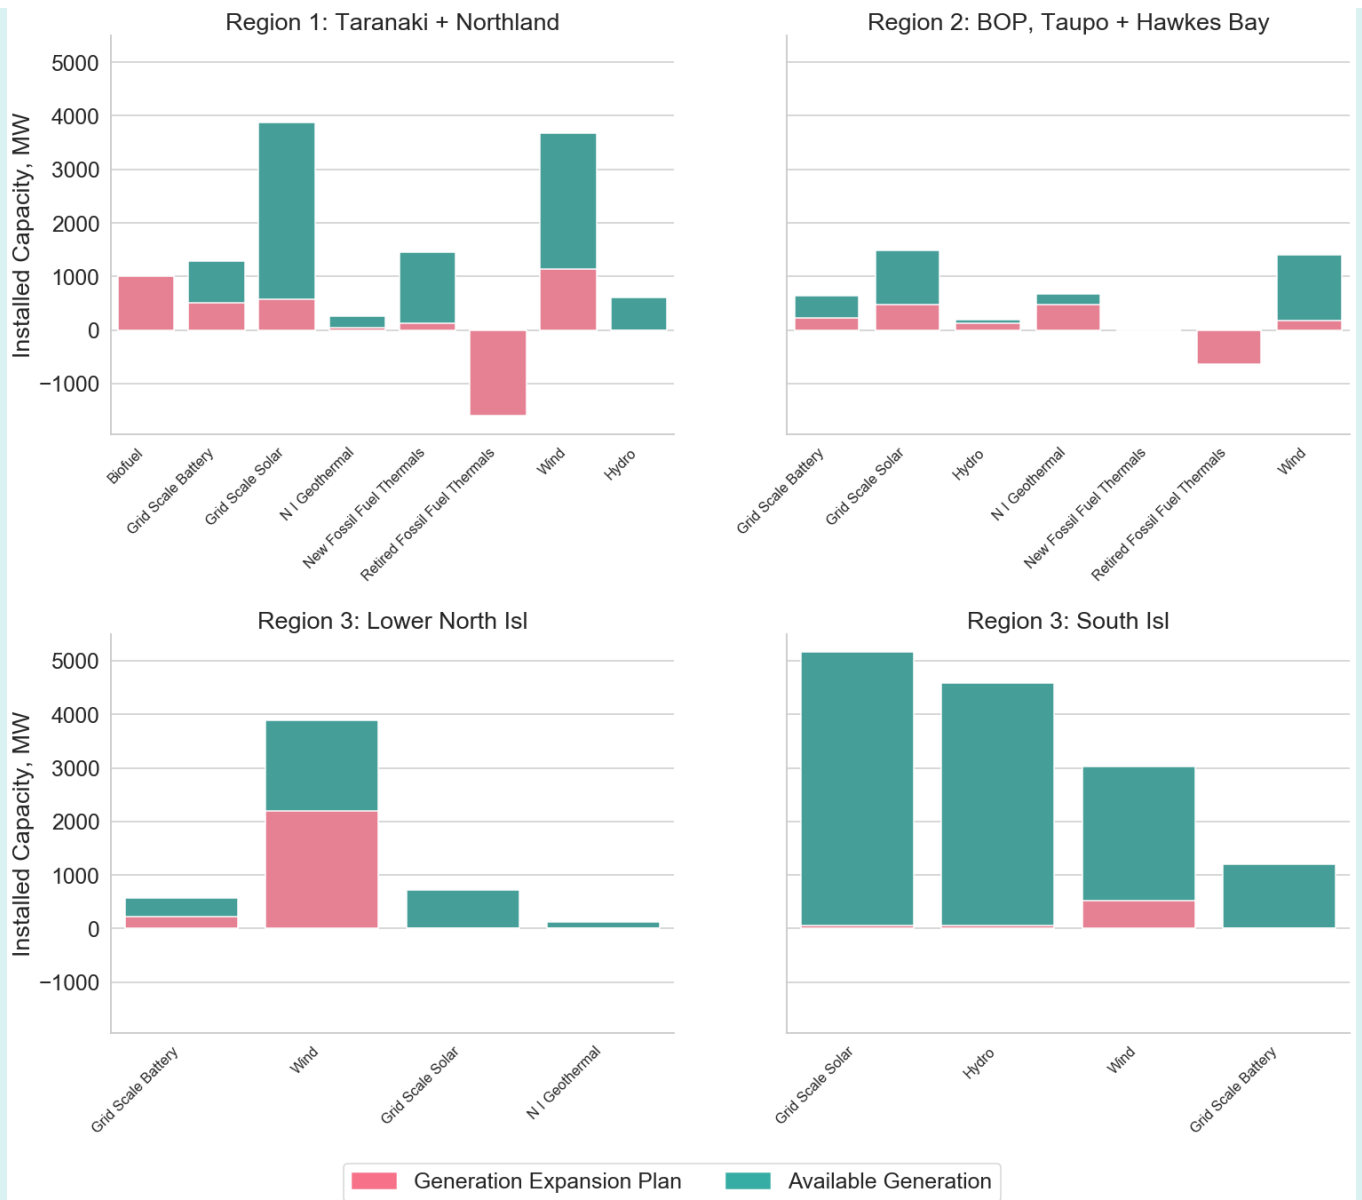 Region 1: Taranaki + Northland
Region 2: BOP, Taupo + Hawkes Bay
Installed Capacity, MW
5000
4000
3000
2000
1000
0
−1000
Biofuel
Grid Scale Battery
Grid Scale Solar
N I Geothermal
New Fossil Fuel Thermals
Retired Fossil Fuel Thermals
Wind
Hydro
Grid Scale Battery
Grid Scale Solar
Hydro
N I Geothermal
New Fossil Fuel Thermals
Retired Fossil Fuel Thermals
Wind
Region 3: Lower North Isl
Region 3: South Isl
Installed Capacity, MW
5000
4000
3000
2000
1000
0
−1000
Grid Scale Battery
Wind
Grid Scale Solar
N I Geothermal
Grid Scale Solar
Hydro
Wind
Grid Scale Battery
Generation Expansion Plan
Available Generation